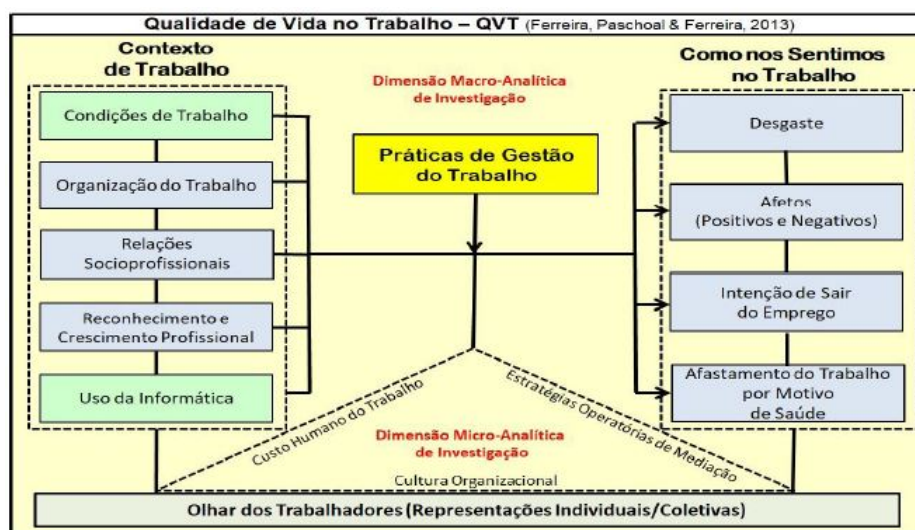 Qualidade de Vida no Trabalho – QVT (Ferreira, Paschoal & Ferreira, 2013)
Contexto
de Trabalho
Condições de Trabalho
Organização do Trabalho
Relações
Socioprofissionais
Reconhecimento e
Crescimento Profissional
Uso da Informática
Dimensão Macro-Analítica
de Investigação
Práticas de Gestão
do Trabalho
Como nos Sentimos
no Trabalho
Desgaste
Afetos
(Positivos e Negativos)
Intenção de Sair
do Emprego
Afastamento do Trabalho
por Motivo
de Saúde
Custo Humano do Trabalho
Estratégias Operatórias de Mediação
Dimensão Micro-Analítica
de Investigação
Cultura Organizacional
Olhar dos Trabalhadores (Representações Individuais/Coletivas)